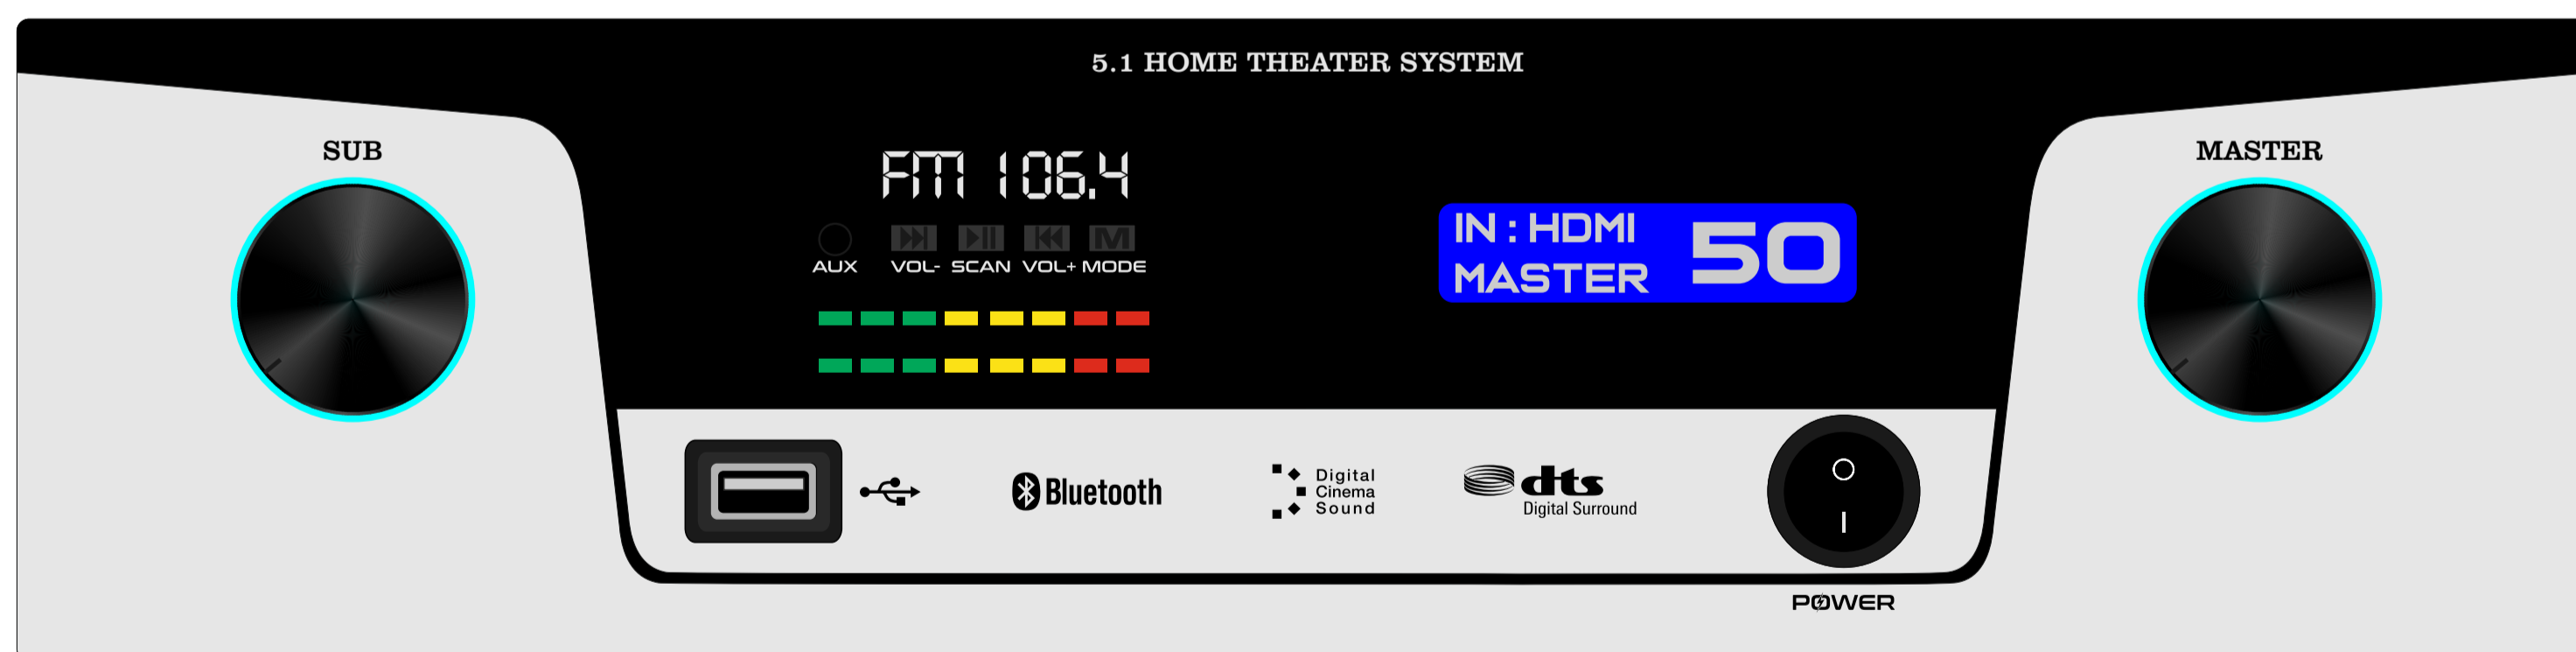 5.1 HOME THEATER SYSTEM
SUB
MASTER
FM 106.4
IN : HDMI
MASTER
50
M
AUX VOL- SCAN VOL+ MODE
Bluetooth
Digital
Cinema
Sound
dts
Digital Surround
POWER